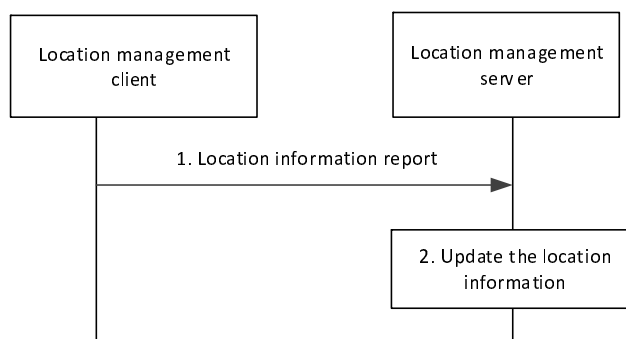 Location management
client
Location management
server
1. Location information report
2. Update the location
information